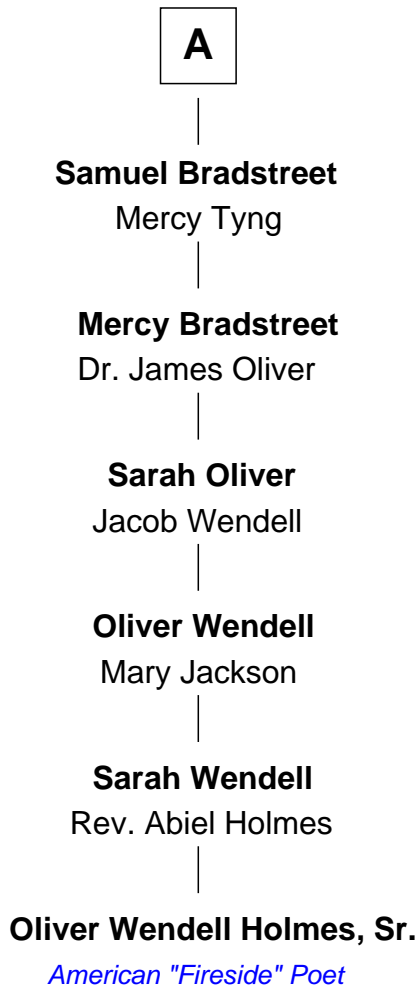 A
Samuel Bradstreet
Mercy Tyng
Mercy Bradstreet
Dr. James Oliver
Sarah Oliver
Jacob Wendell
Oliver Wendell
Mary Jackson
Sarah Wendell
Rev. Abiel Holmes
Oliver Wendell Holmes, Sr.
American "Fireside" Poet